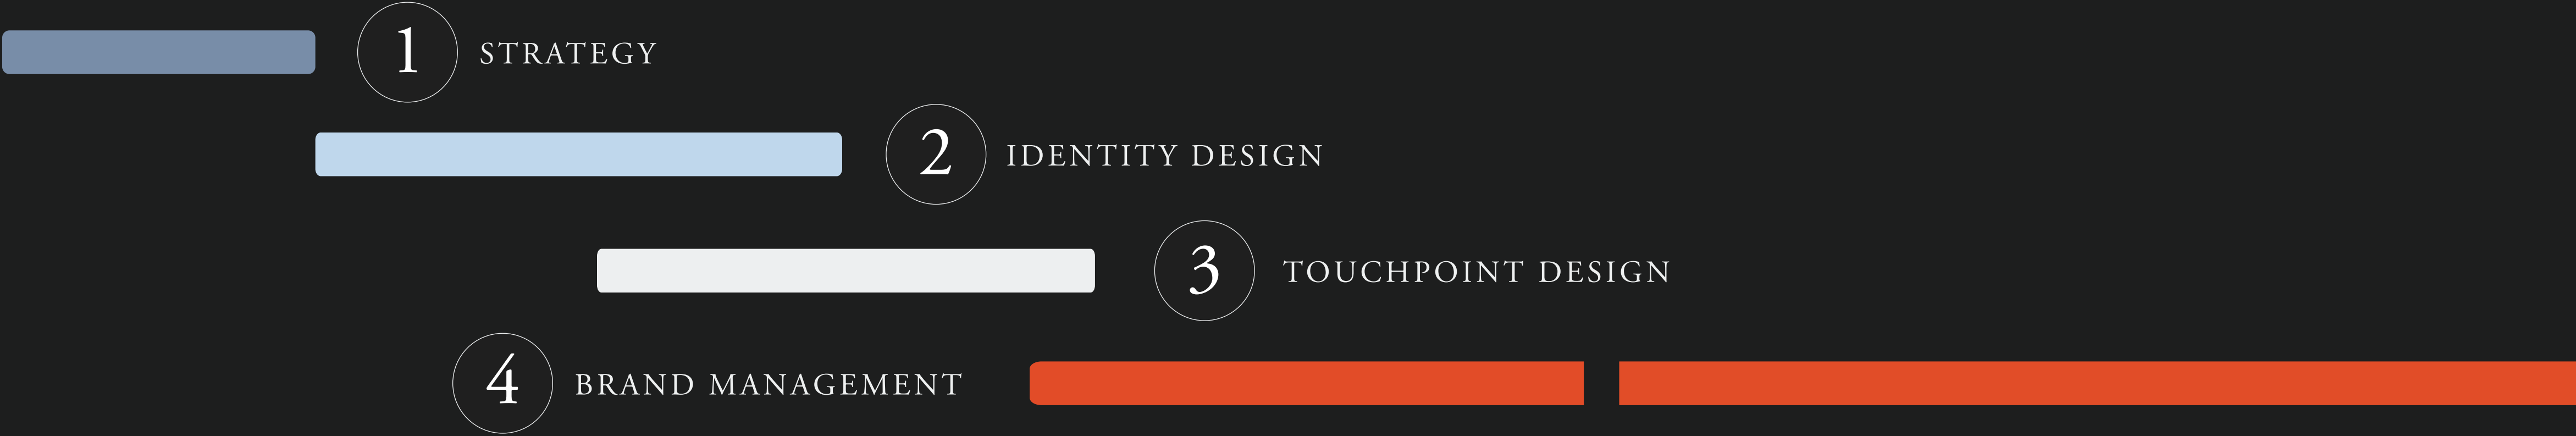 1 STRATEGY
2 IDENTITY DESIGN
3 TOUCHPOINT DESIGN
4 BRAND MANAGEMENT